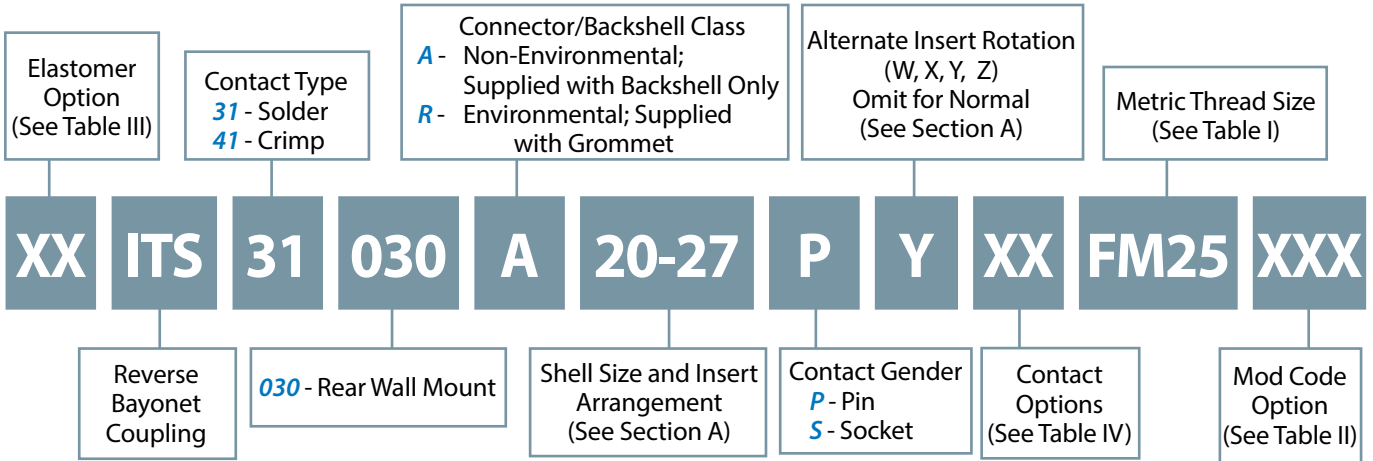 Elastomer
Option
(See Table III)
Contact Type
31 - Solder
41 - Crimp
Connector/Backshell Class
A - Non-Environmental;
Supplied with Backshell Only
R - Environmental; Supplied
with Grommet
Alternate Insert Rotation
(W, X, Y, Z)
Omit for Normal
(See Section A)
Metric Thread Size
(See Table I)
XX ITS 31 030 A 20-27 P Y XX FM25 XXX
Reverse
Bayonet
Coupling
030 - Rear Wall Mount
Shell Size and Insert
Arrangement
(See Section A)
Contact Gender
P - Pin
S - Socket
Contact
Options
(See Table IV)
Mod Code
Option
(See Table II)